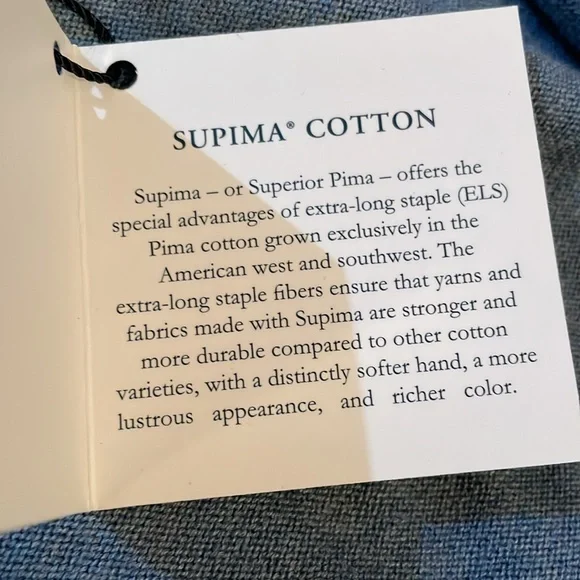 SUPIMA® COTTON
Supima – or Superior Pima – offers the
special advantages of extra-long staple (ELS)
Pima cotton grown exclusively in the
American west and southwest. The
extra-long staple fibers ensure that yarns and
fabrics made with Supima are stronger and
more durable compared to other cotton
varieties, with a distinctly softer hand, a more
lustrous appearance, and richer color.